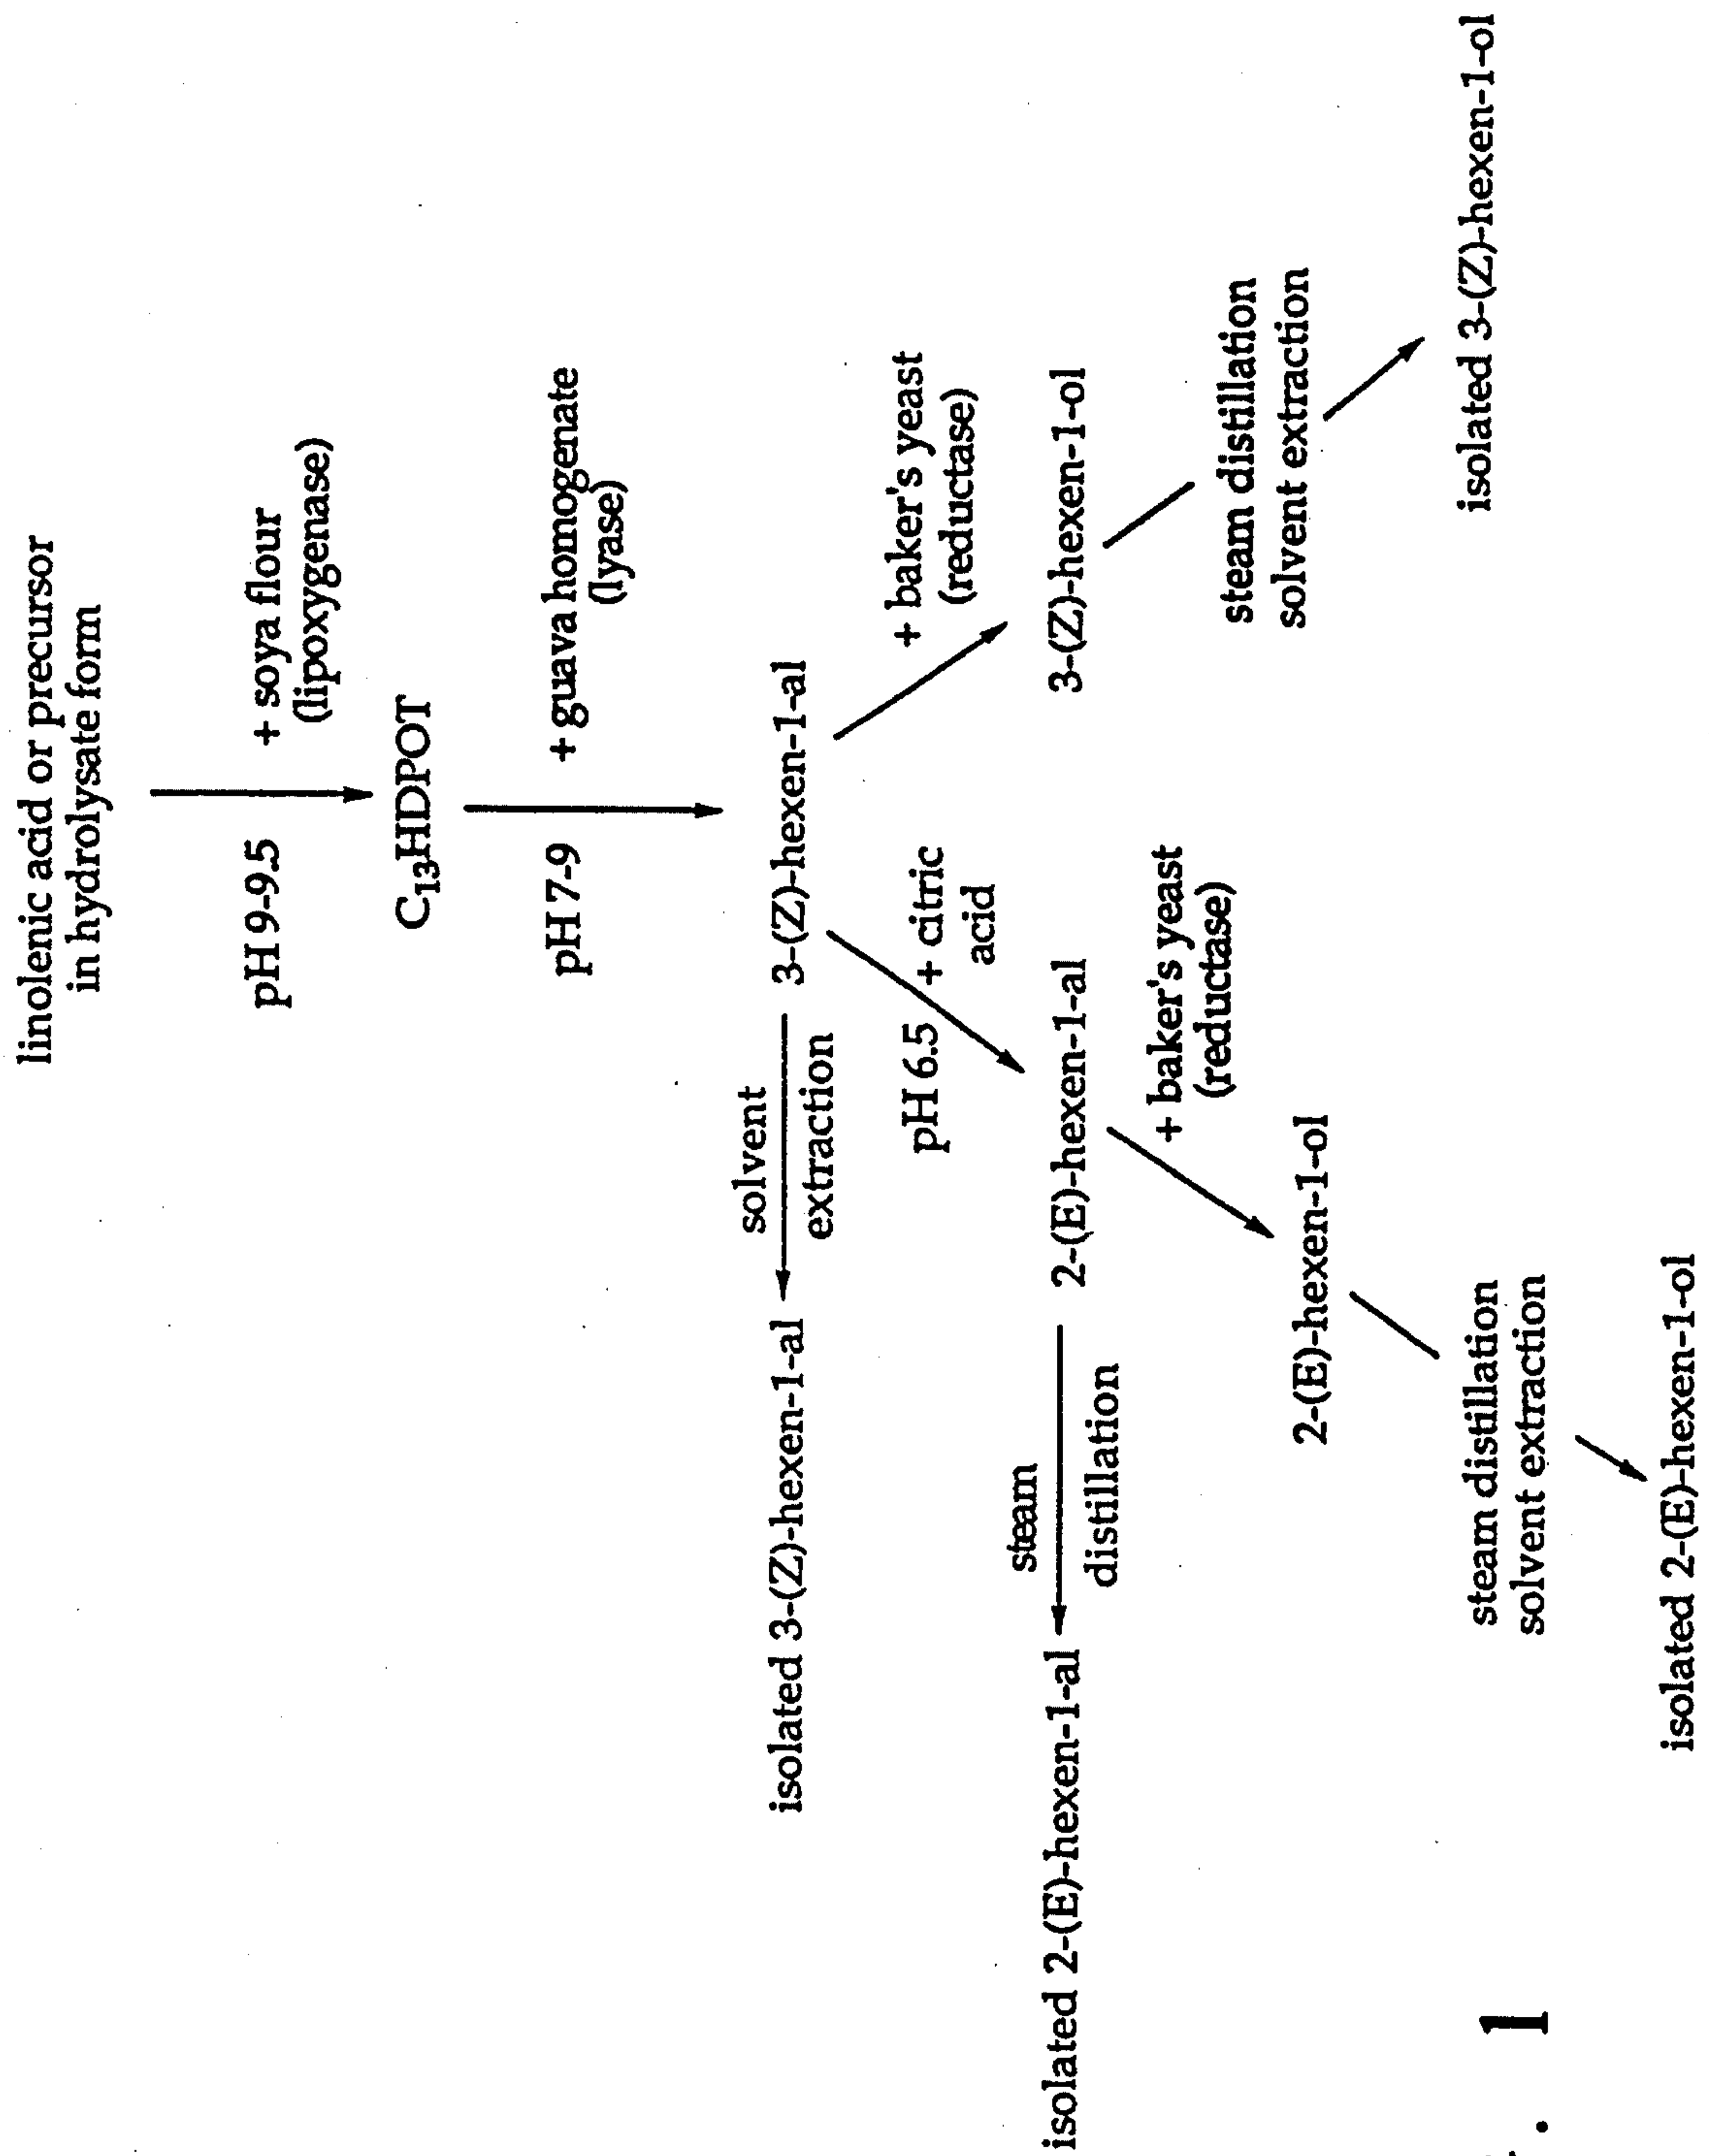 linolenic acid or precursor
in hydrolysate form
pH 9-9.5
+ soya flour
(lipoxygenase)
C₁₃HDPOT
pH 7-9
+ guava homogenate
(lyase)
solvent
extraction
isolated 3-(Z)-hexen-1-al
3-(Z)-hexen-1-al
pH 6.5
+ citric
acid
+ baker's yeast
(reductase)
steam
distillation
isolated 2-(E)-hexen-1-al
2-(E)-hexen-1-al
3-(Z)-hexen-1-ol
+ baker's yeast
(reductase)
steam distillation
solvent extraction
2-(E)-hexen-1-ol
steam distillation
solvent extraction
isolated 3-(Z)-hexen-1-ol
isolated 2-(E)-hexen-1-ol
. 1